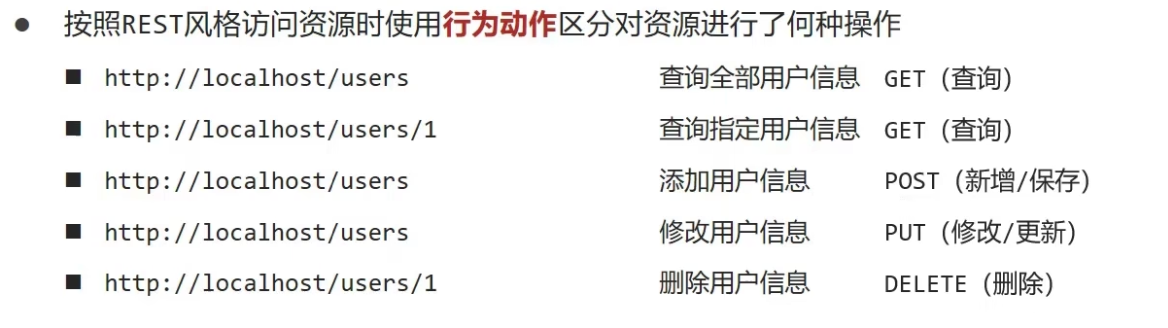 ● 按照REST风格访问资源时使用行为动作区分对资源进行了何种操作
■ http://localhost/users 查询全部用户信息 GET（查询）
■ http://localhost/users/1 查询指定用户信息 GET（查询）
■ http://localhost/users 添加用户信息 POST（新增/保存）
■ http://localhost/users 修改用户信息 PUT（修改/更新）
■ http://localhost/users/1 删除用户信息 DELETE（删除）